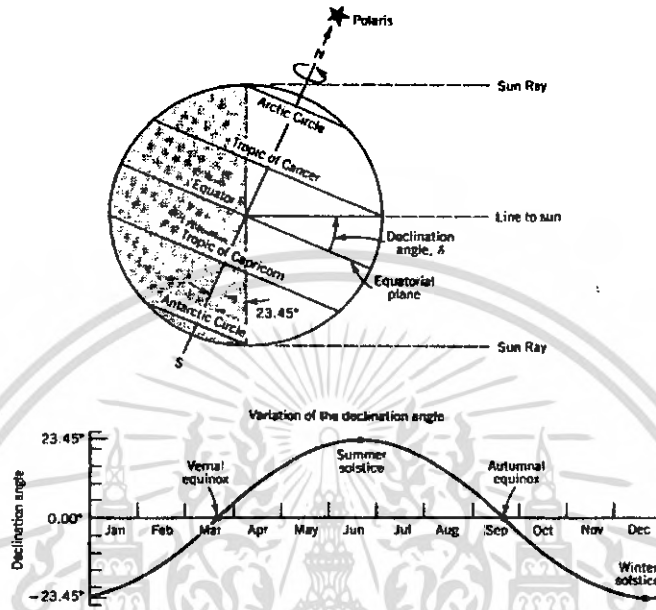 Polaris
N
Sun Ray
Arctic Circle
Tropic of Cancer
Equator
Line to sun
Declination
angle, δ
Tropic of Capricorn
Equatorial
plane
23.45°
Antarctic Circle
Sun Ray
S
Variation of the declination angle
23.45°
Vernal
equinox
Summer
solstice
Autumnal
equinox
Declination angle
0.00°
Jan Feb Mar Apr May Jun Jul Aug Sep Oct Nov Dec
Winter
solstice
-23.45°